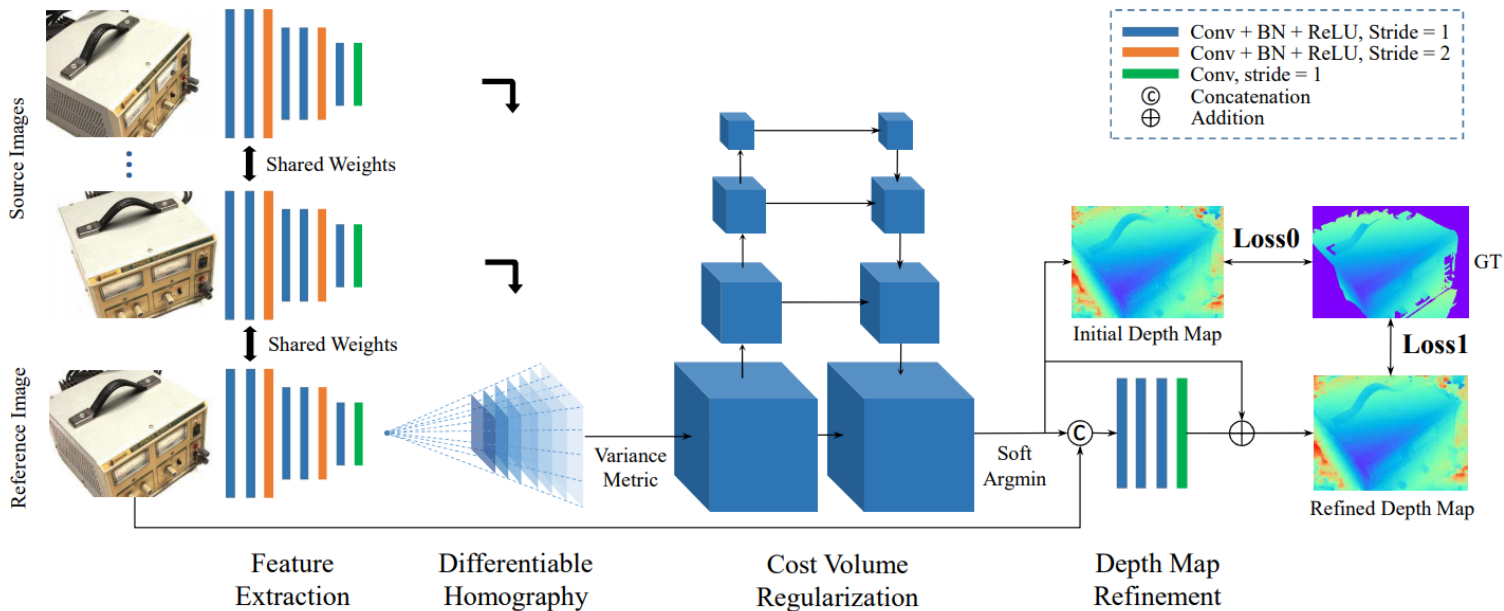 Source Images
Reference Image
Shared Weights
Shared Weights
Conv + BN + ReLU, Stride = 1
Conv + BN + ReLU, Stride = 2
Conv, stride = 1
C
Concatenation
Addition
Variance
Metric
Soft
Argmin
C
Initial Depth Map
Loss0
GT
Loss1
Refined Depth Map
Feature
Extraction
Differentiable
Homography
Cost Volume
Regularization
Depth Map
Refinement